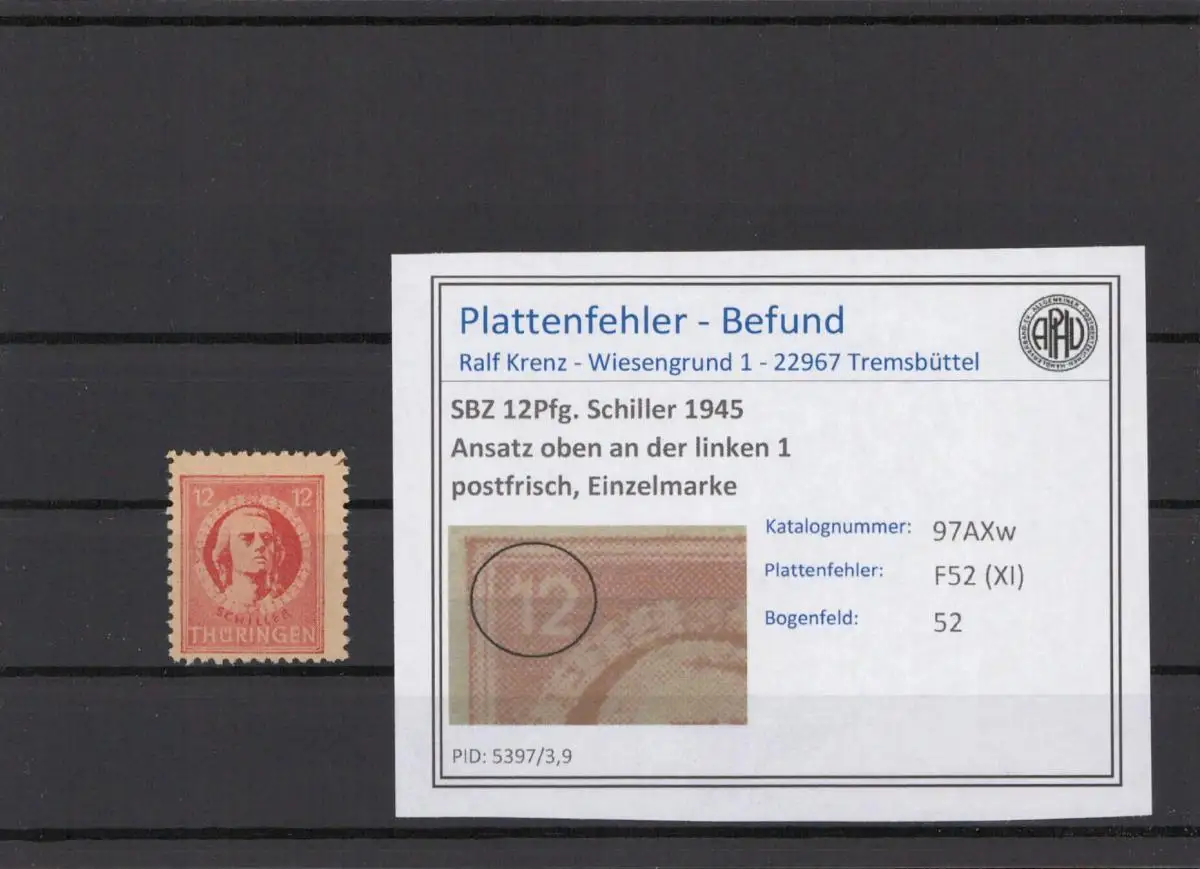 12 12
SCHILLER
THÜRINGEN
Plattenfehler - Befund
Ralf Krenz - Wiesengrund 1 - 22967 Tremsbüttel
APHV
SBZ 12Pfg. Schiller 1945
Ansatz oben an der linken 1
postfrisch, Einzelmarke
12
Katalognummer: 97AXw
Plattenfehler: F52 (XI)
Bogenfeld: 52
PID: 5397/3,9